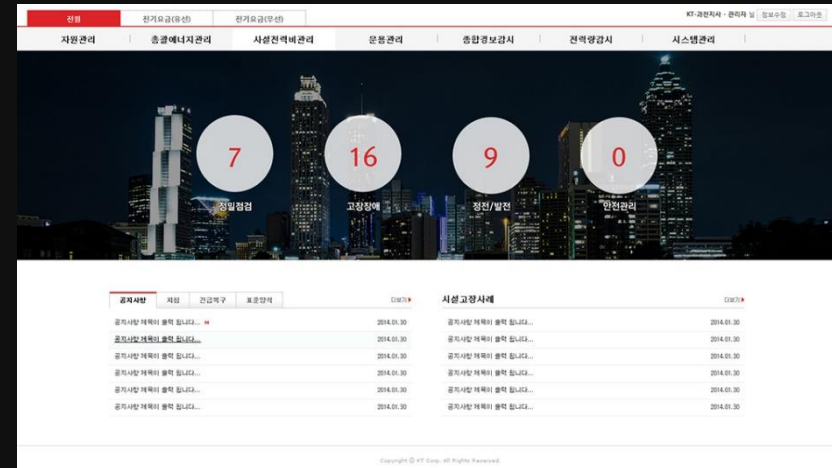 전원 전기요금(유선) 전기요금(무선) KT-과천지사 - 관리자 님 정보수정 로그아웃
자원관리 총괄에너지관리 사설전력비관리 운용관리 종합경보감시 전력량감시 시스템관리
7 16 9 0
정밀점검 고장장애 정전/발전 안전관리
공지사항 지침 긴급복구 표준양식 더보기 시설고장사례 더보기
공지사항 제목이 출력 됩니다... 2014.01.30 공지사항 제목이 출력 됩니다... 2014.01.30
공지사항 제목이 출력 됩니다... 2014.01.30 공지사항 제목이 출력 됩니다... 2014.01.30
공지사항 제목이 출력 됩니다... 2014.01.30 공지사항 제목이 출력 됩니다... 2014.01.30
공지사항 제목이 출력 됩니다... 2014.01.30 공지사항 제목이 출력 됩니다... 2014.01.30
공지사항 제목이 출력 됩니다... 2014.01.30 공지사항 제목이 출력 됩니다... 2014.01.30
공지사항 제목이 출력 됩니다... 2014.01.30 공지사항 제목이 출력 됩니다... 2014.01.30
Copyright ⓒ KT Corp. All Rights Reserved.